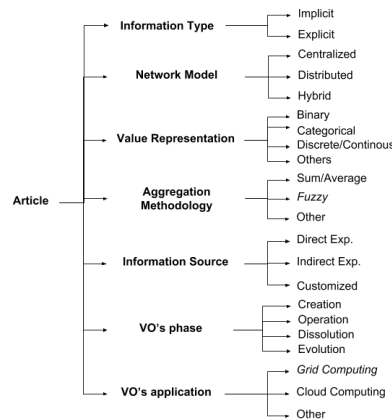 Article
Information Type
Implicit
Explicit
Network Model
Centralized
Distributed
Hybrid
Value Representation
Binary
Categorical
Discrete/Continous
Others
Aggregation
Methodology
Sum/Average
Fuzzy
Other
Information Source
Direct Exp.
Indirect Exp.
Customized
VO's phase
Creation
Operation
Dissolution
Evolution
VO's application
Grid Computing
Cloud Computing
Other